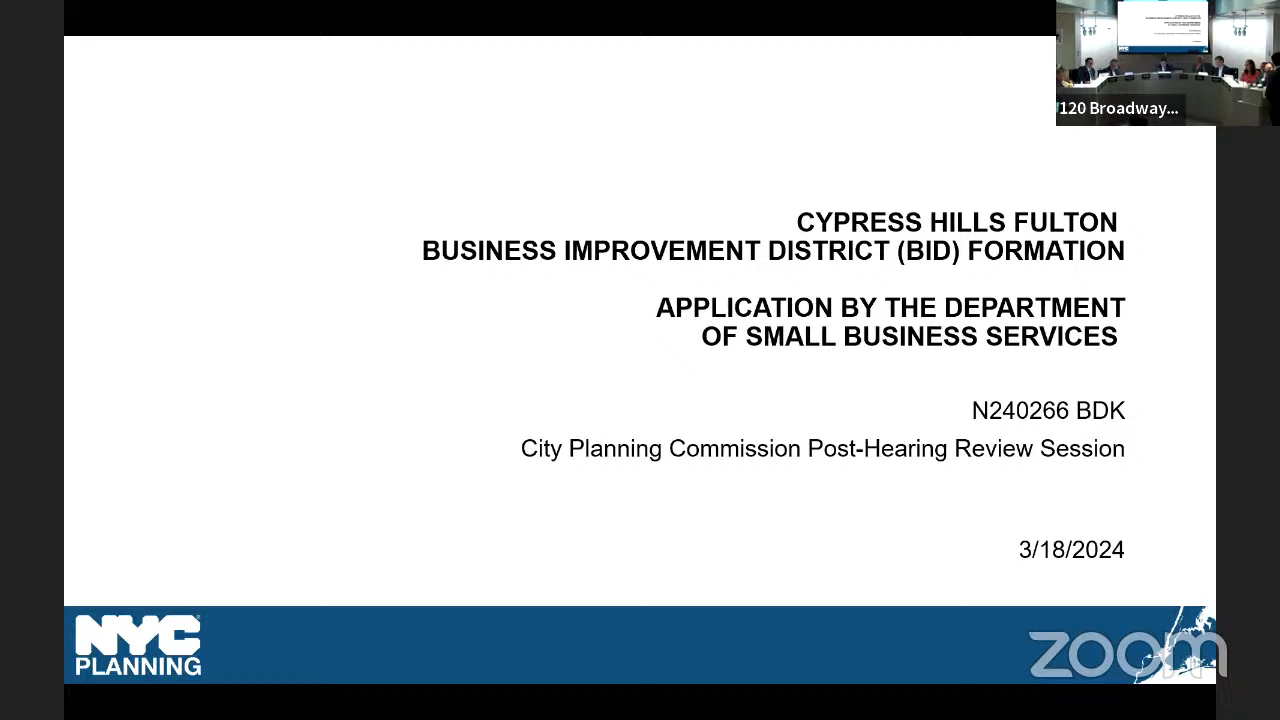 120 Broadway...
CYPRESS HILLS FULTON
BUSINESS IMPROVEMENT DISTRICT (BID) FORMATION
APPLICATION BY THE DEPARTMENT
OF SMALL BUSINESS SERVICES
N240266 BDK
City Planning Commission Post-Hearing Review Session
3/18/2024
NYC
PLANNING
zoom